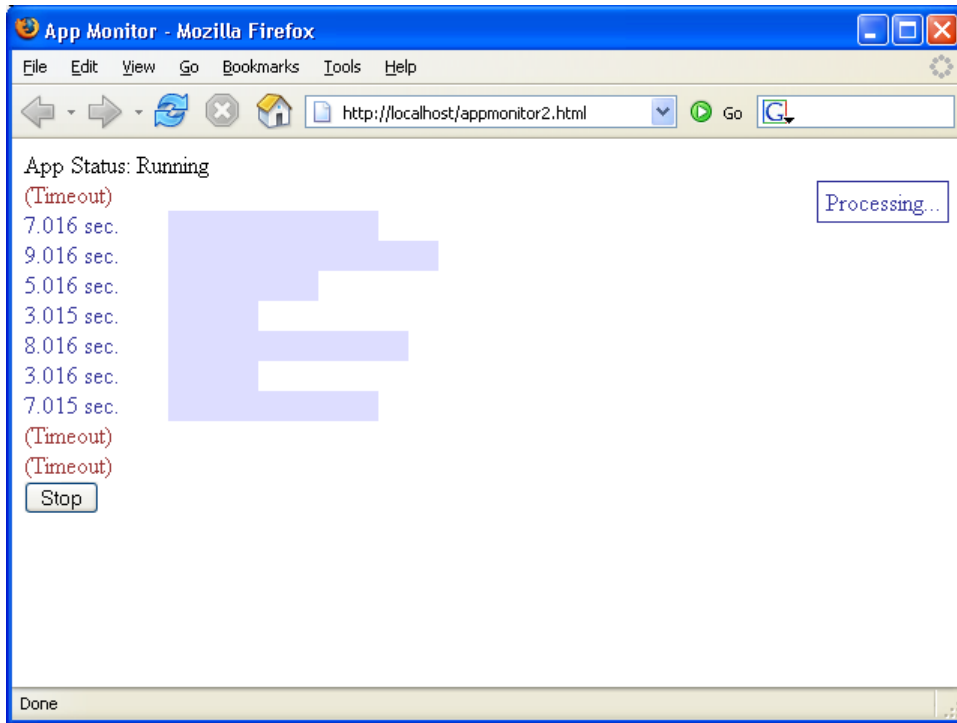 App Monitor - Mozilla Firefox
File Edit View Go Bookmarks Tools Help
http://localhost/appmonitor2.html Go G
App Status: Running
(Timeout)
Processing...
7.016 sec.
9.016 sec.
5.016 sec.
3.015 sec.
8.016 sec.
3.016 sec.
7.015 sec.
(Timeout)
(Timeout)
Stop
Done